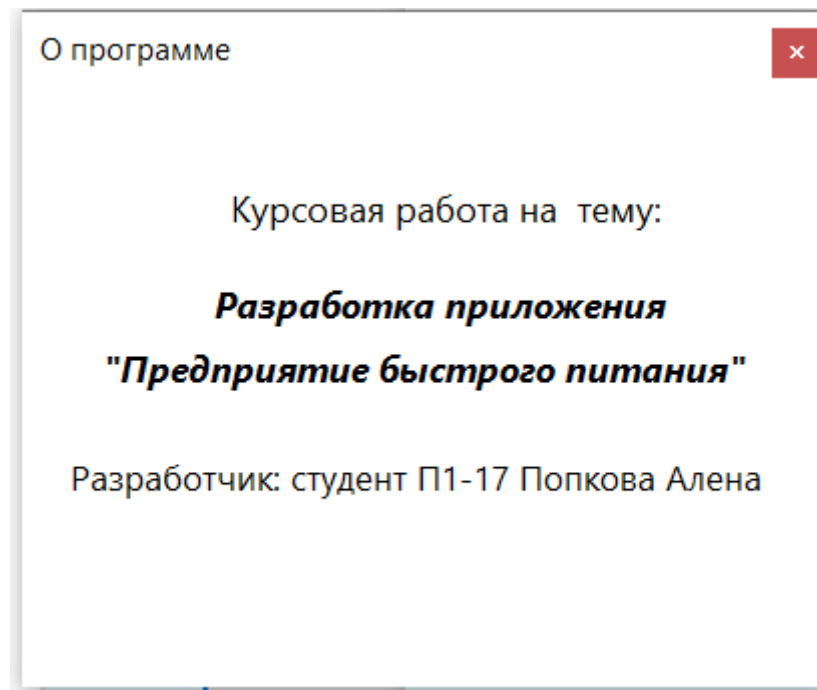 О программе
Курсовая работа на  тему:
Разработка приложения
"Предприятие быстрого питания"
Разработчик: студент П1-17 Попкова Алена